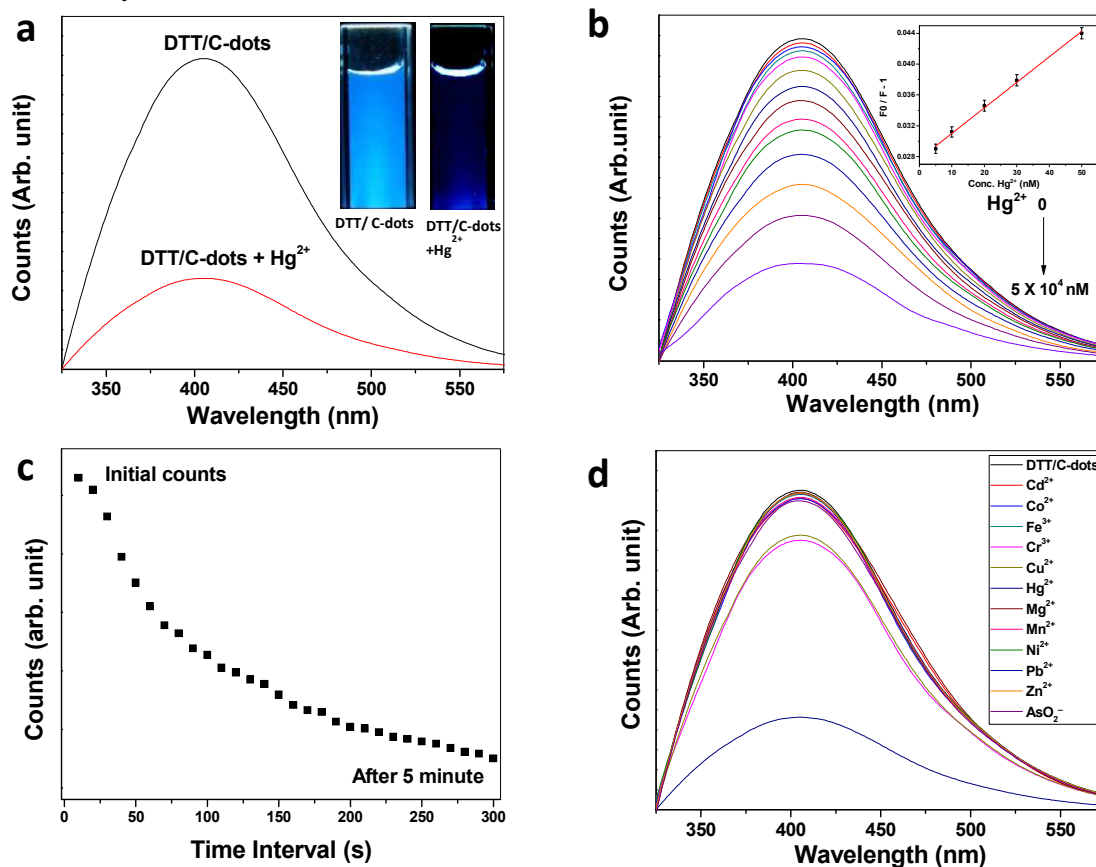 a
DTT/C-dots
DTT/C-dots + Hg²⁺
DTT/ C-dots
DTT/C-dots
+Hg²⁺
Counts (Arb. unit)
350 400 450 500 550
Wavelength (nm)
b
0.044
0.040
0.036
0.032
0.028
F0 / F - 1
0 10 20 30 40 50
Conc. Hg²⁺ (nM)
Hg²⁺ 0
5 X 10⁴ nM
Counts (Arb.unit)
350 400 450 500 550
Wavelength (nm)
c
Initial counts
After 5 minute
Counts (arb. unit)
0 50 100 150 200 250 300
Time Interval (s)
d
DTT/C-dots
Cd²⁺
Co²⁺
Fe³⁺
Cr³⁺
Cu²⁺
Hg²⁺
Mg²⁺
Mn²⁺
Ni²⁺
Pb²⁺
Zn²⁺
AsO₂⁻
Counts (Arb. unit)
350 400 450 500 550
Wavelength (nm)